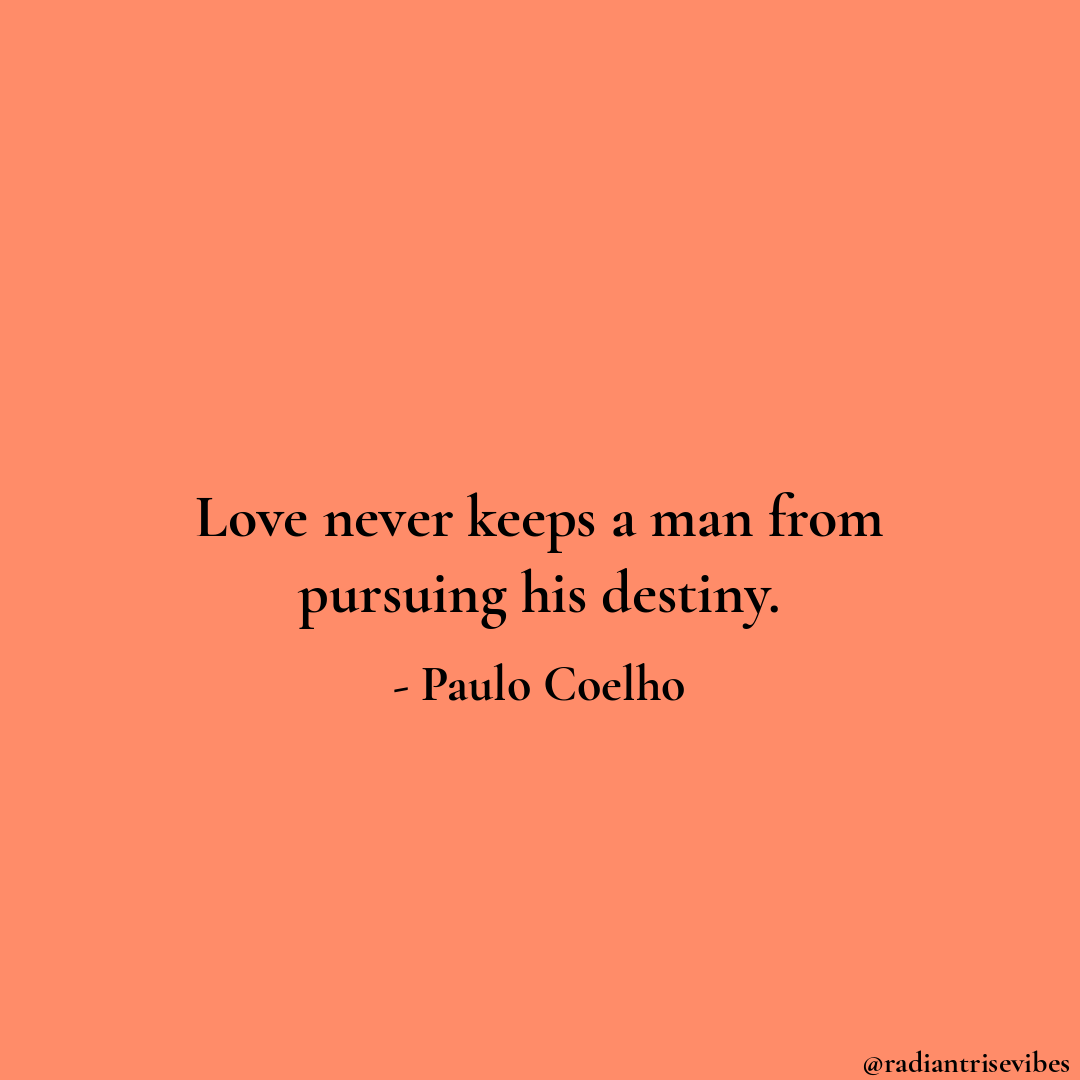 Love never keeps a man from
pursuing his destiny.
- Paulo Coelho
@radiantrisevibes